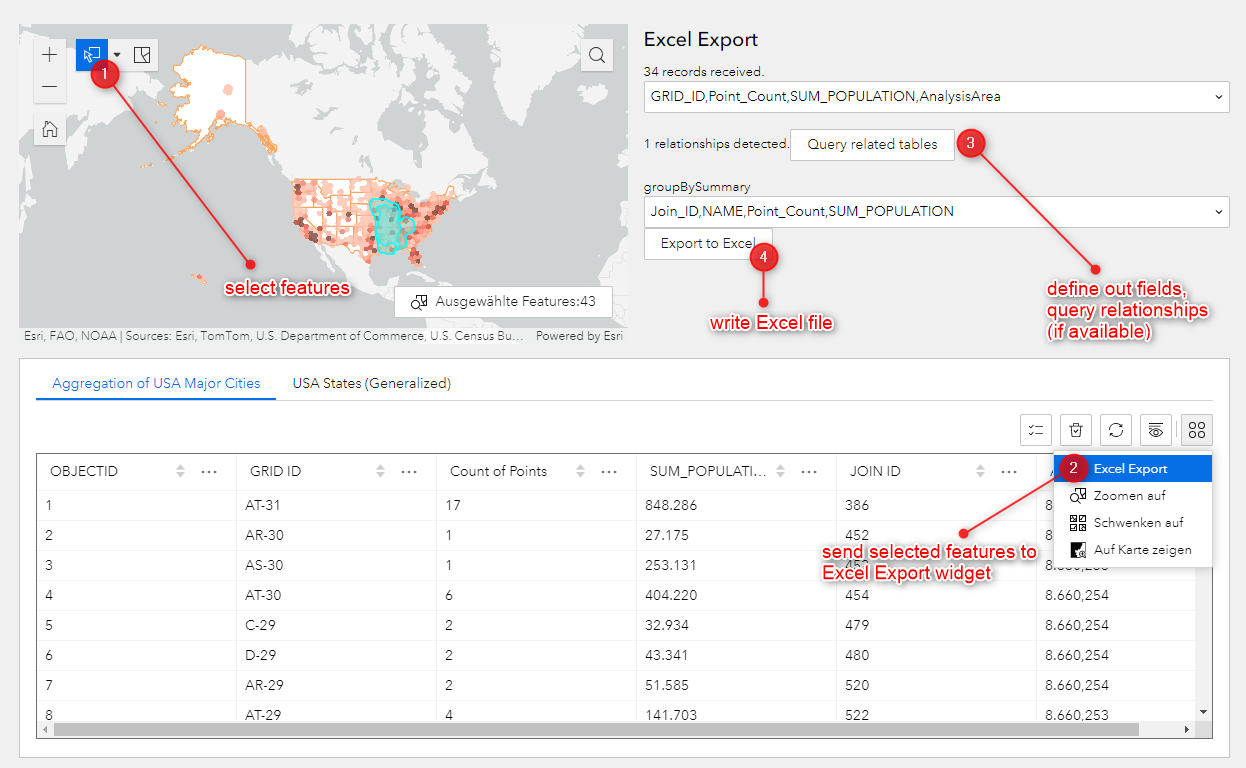 Excel Export
34 records received.
GRID_ID,Point_Count,SUM_POPULATION,AnalysisArea
1 relationships detected.
Query related tables
3
groupBySummary
Join_ID,NAME,Point_Count,SUM_POPULATION
Export to Excel
4
write Excel file
define out fields,
query relationships
(if available)
1
select features
Ausgewählte Features:43
Esri, FAO, NOAA | Sources: Esri, TomTom, U.S. Department of Commerce, U.S. Census Bu...
Powered by Esri
Aggregation of USA Major Cities
USA States (Generalized)
OBJECTID GRID ID Count of Points SUM_POPULATI... JOIN ID
2 Excel Export
Zoomen auf
Schwenken auf
Auf Karte zeigen
send selected features to
Excel Export widget
1 AT-31 17 848.286 386
2 AR-30 1 27.175 452
3 AS-30 1 253.131
4 AT-30 6 404.220 454 8.660,254
5 C-29 2 32.934 479 8.660,254
6 D-29 2 43.341 480 8.660,254
7 AR-29 2 51.585 520 8.660,254
8 AT-29 4 141.703 522 8.660,253